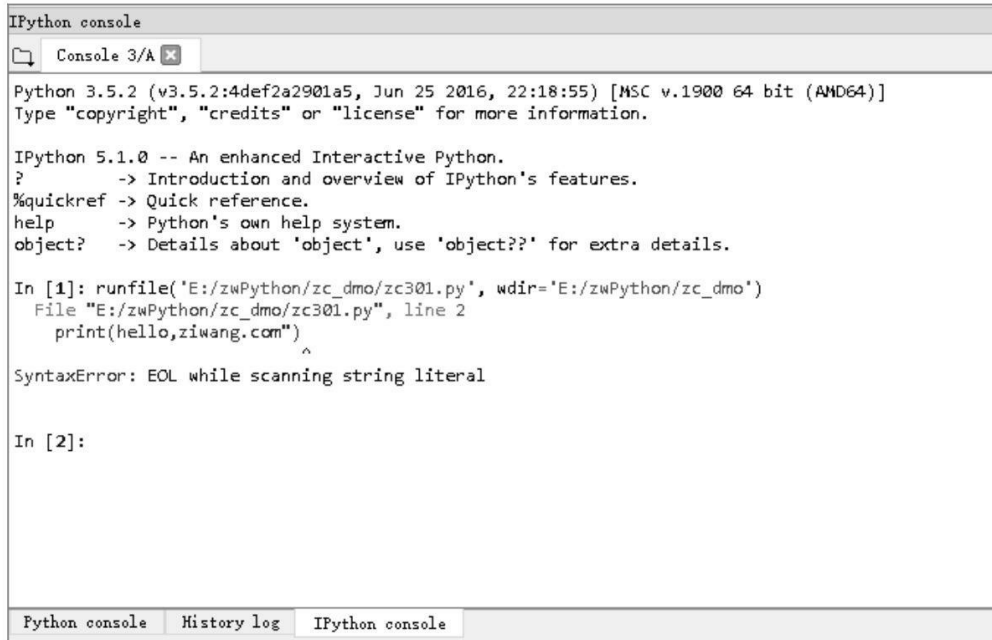 IPython console
Console 3/A
Python 3.5.2 (v3.5.2:4def2a2901a5, Jun 25 2016, 22:18:55) [MSC v.1900 64 bit (AMD64)]
Type "copyright", "credits" or "license" for more information.
IPython 5.1.0 -- An enhanced Interactive Python.
?         -> Introduction and overview of IPython's features.
%quickref -> Quick reference.
help      -> Python's own help system.
object?   -> Details about 'object', use 'object??' for extra details.
In [1]: runfile('E:/zwPython/zc_dmo/zc301.py', wdir='E:/zwPython/zc_dmo')
  File "E:/zwPython/zc_dmo/zc301.py", line 2
    print(hello,ziwang.com")
                            ^
SyntaxError: EOL while scanning string literal
In [2]:
Python console History log IPython console